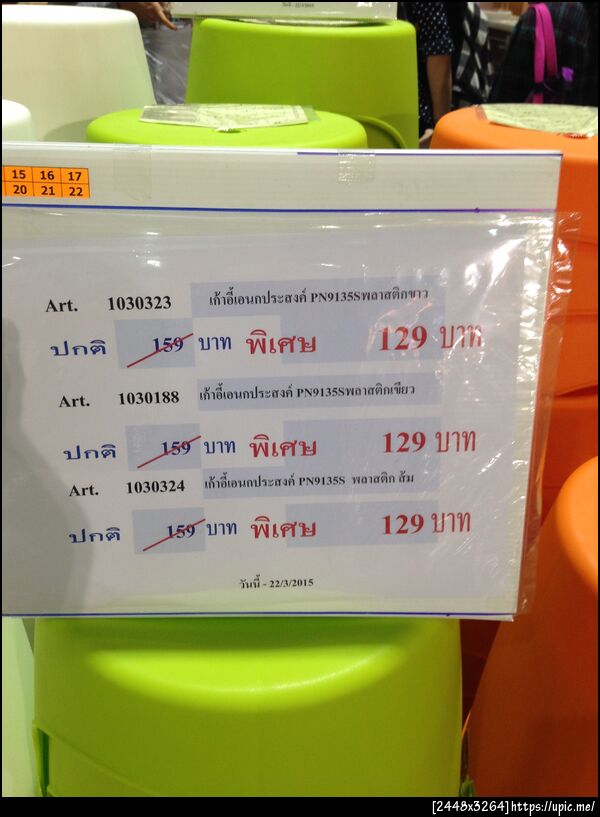 วันนี้ - 22/3/2015
15 16 17
20 21 22
Art. 1030323 เก้าอี้เอนกประสงค์ PN9135Sพลาสติกขาว
ปกติ 159 บาท พิเศษ 129 บาท
Art. 1030188 เก้าอี้เอนกประสงค์ PN9135Sพลาสติกเขียว
ปกติ 159 บาท พิเศษ 129 บาท
Art. 1030324 เก้าอี้เอนกประสงค์ PN9135S พลาสติก ส้ม
ปกติ 159 บาท พิเศษ 129 บาท
วันนี้ - 22/3/2015
[2448x3264]https://upic.me/